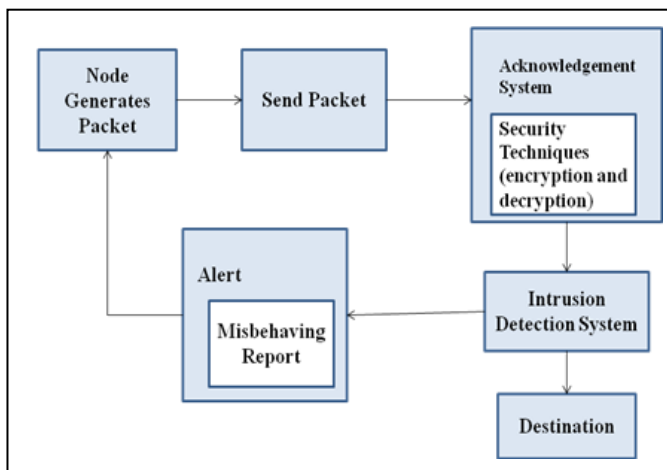 Node
Generates
Packet
Send Packet
Acknowledgement
System
Security
Techniques
(encryption and
decryption)
Alert
Misbehaving
Report
Intrusion
Detection System
Destination